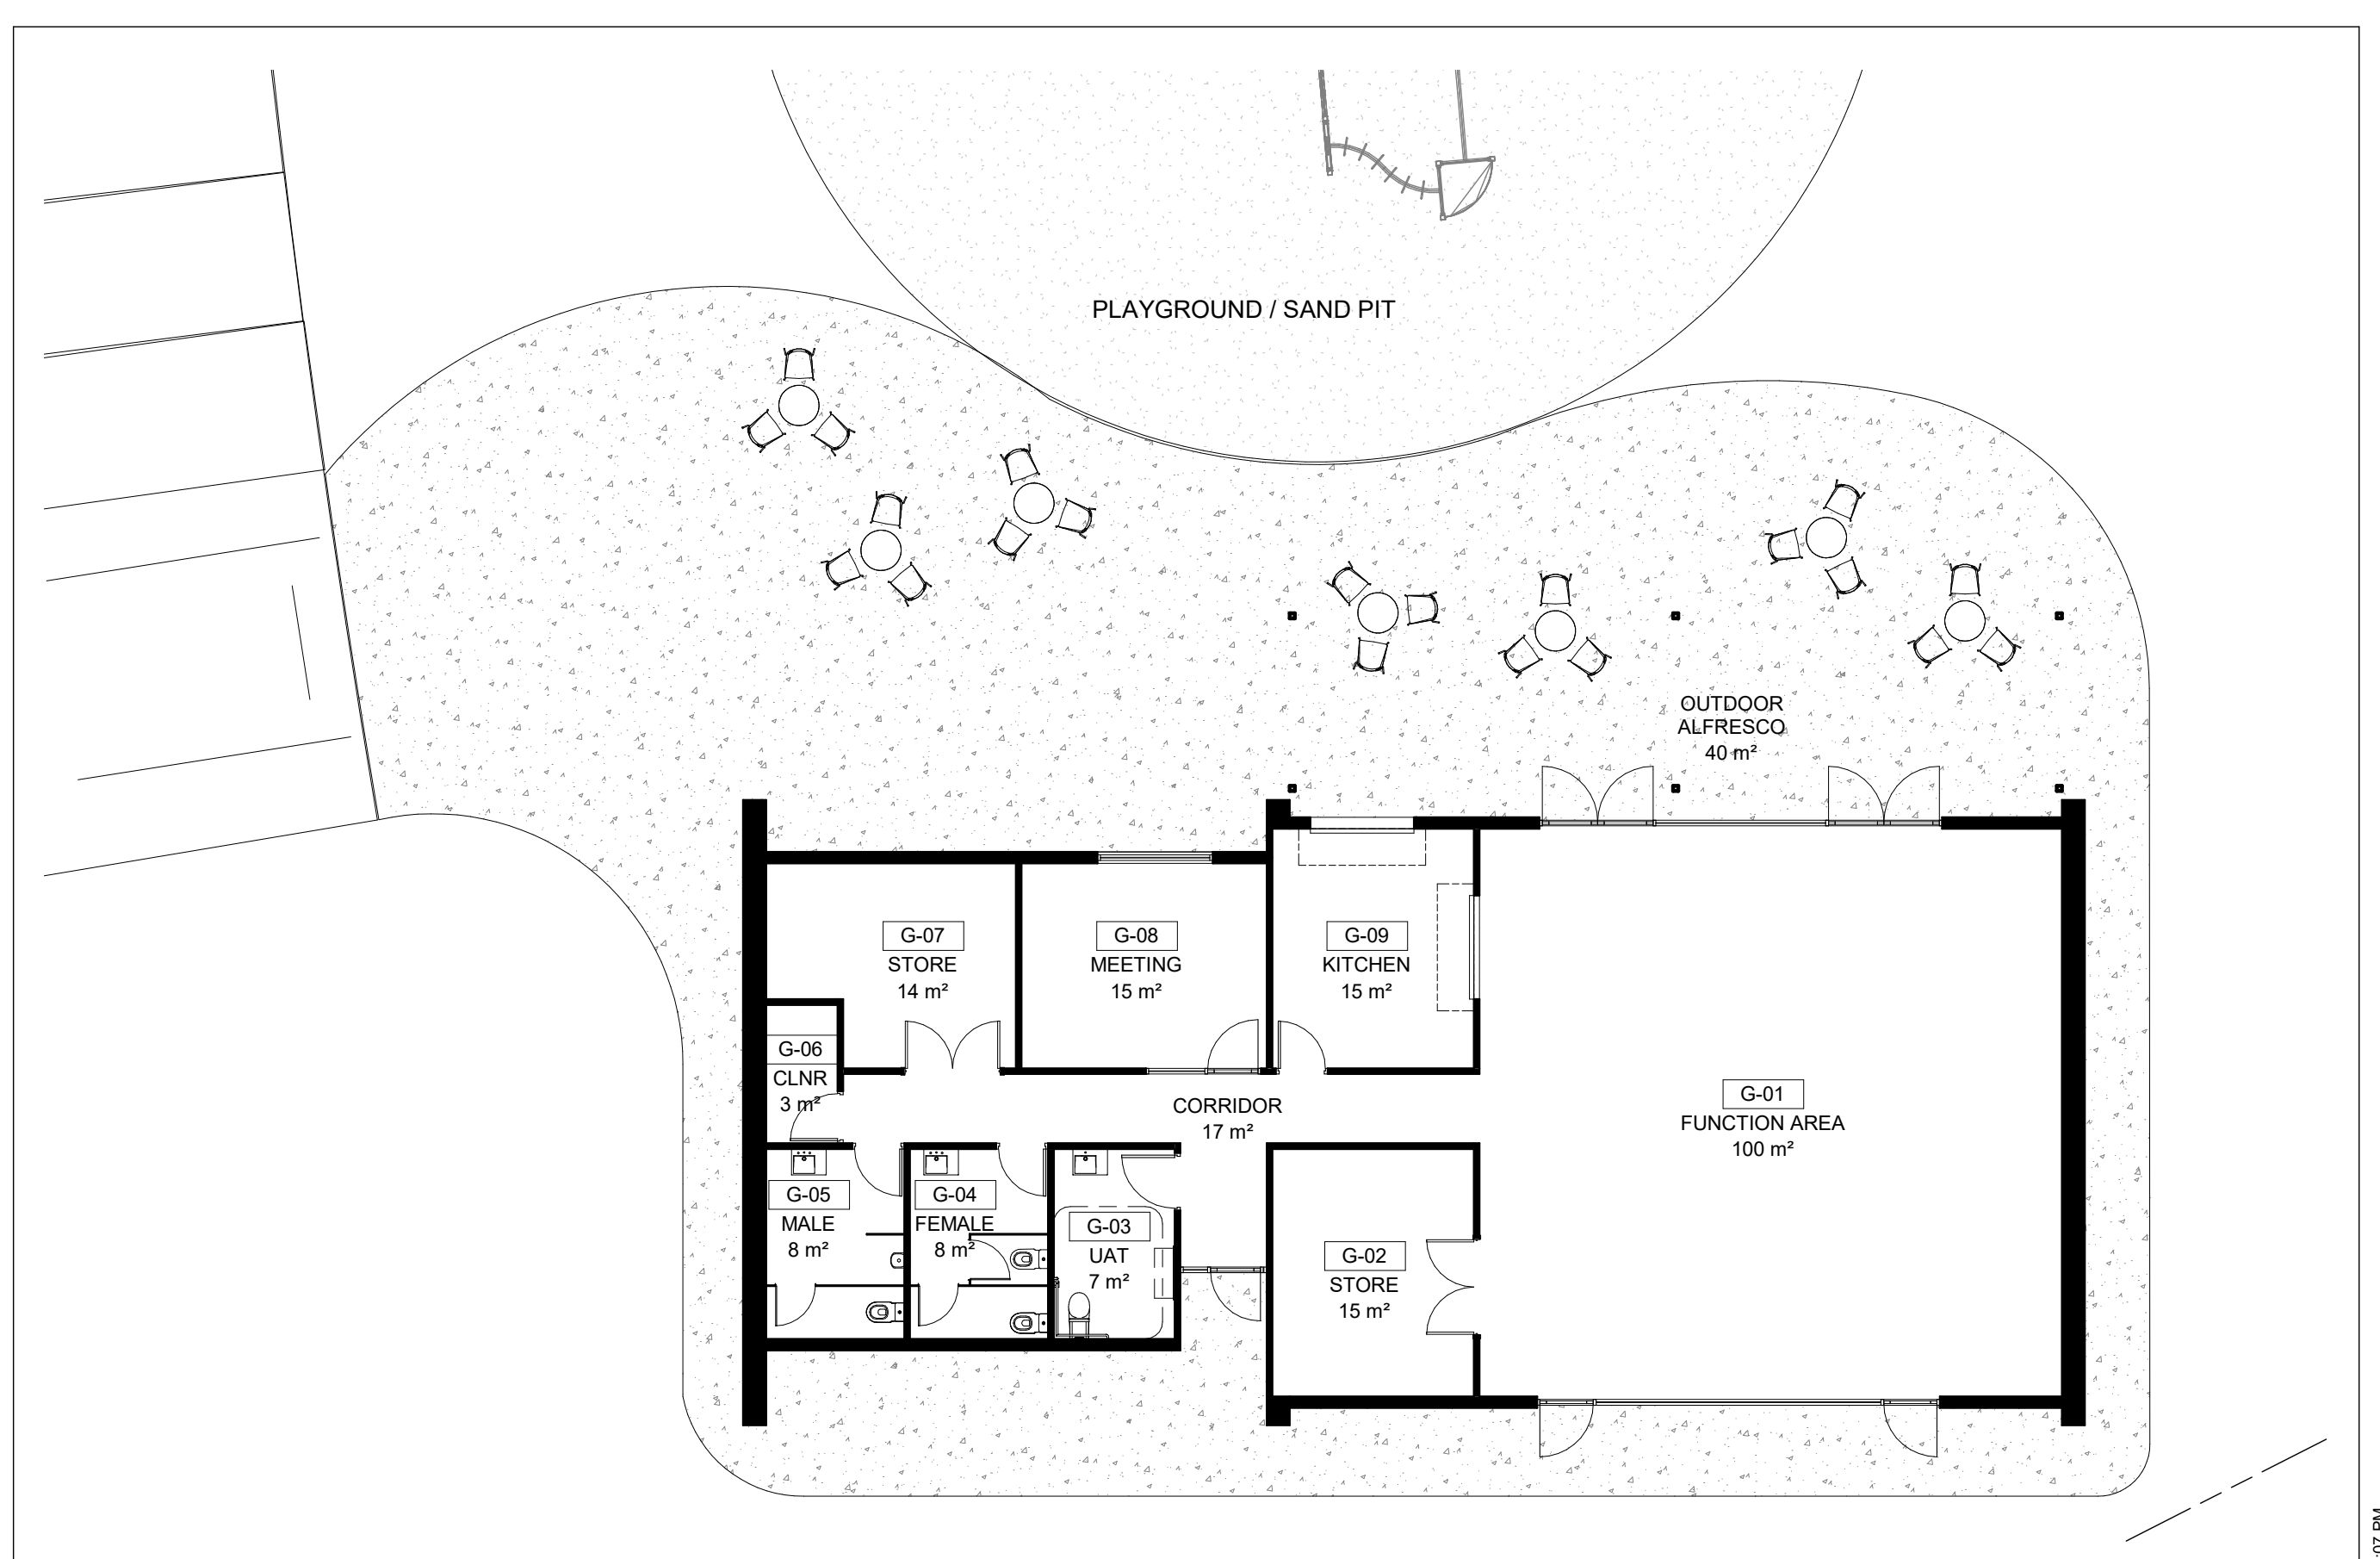 PLAYGROUND / SAND PIT
OUTDOOR
ALFRESCO
40 m²
G-07
STORE
14 m²
G-08
MEETING
15 m²
G-09
KITCHEN
15 m²
G-06
CLNR
3 m²
CORRIDOR
17 m²
G-01
FUNCTION AREA
100 m²
G-05
MALE
8 m²
G-04
FEMALE
8 m²
G-03
UAT
7 m²
G-02
STORE
15 m²